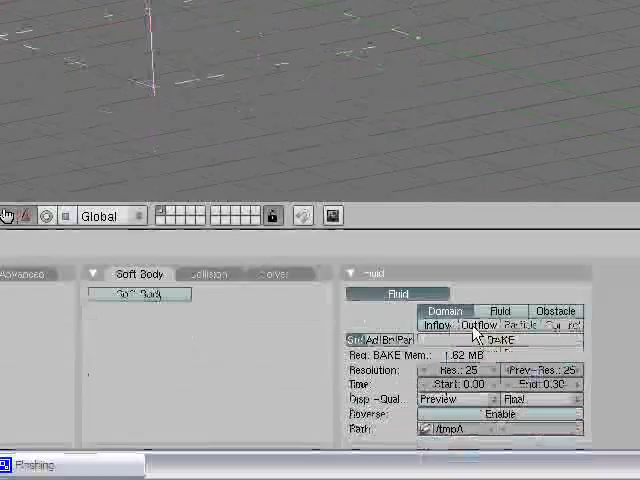 Global
Advanced
Soft Body
Collision
Fluid
Soft Body
Fluid
Domain Fluid Obstacle
Inflow Outflow Particle
BAKE
Req. BAKE Mem.: 1.62 MB
Resolution: Res.: 25 Prev-Res.: 25
Time: Start: 0.00 End: 0.30
Disp.-Qual.: Preview Final
Reverse: Enable
Path: